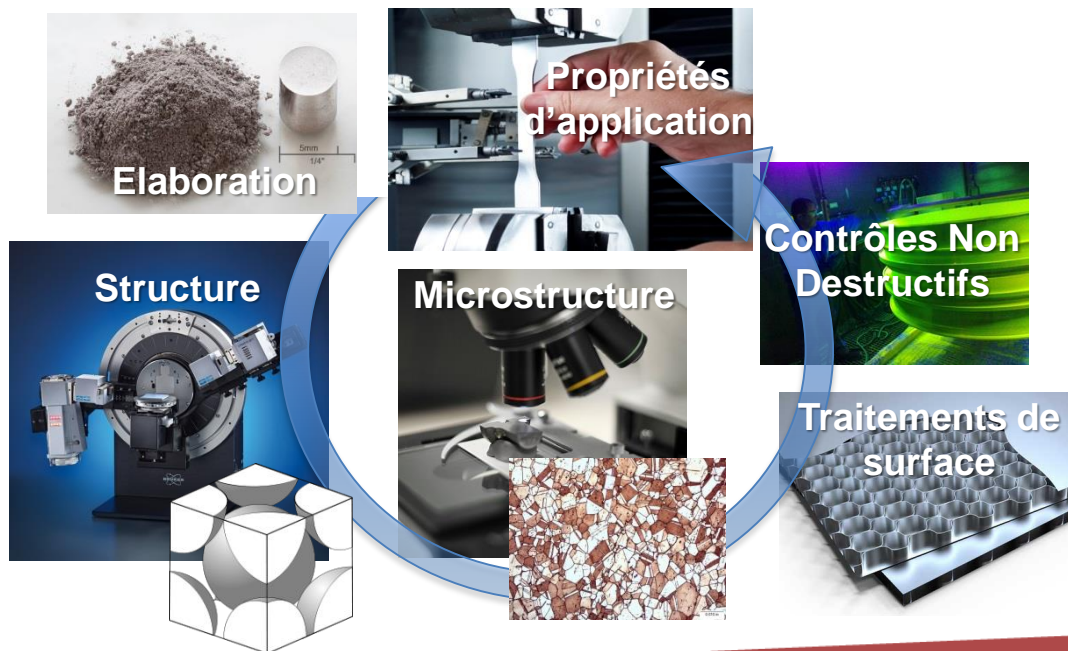 Elaboration
5mm
1/4"
Propriétés
d'application
Contrôles Non
Destructifs
Structure
Microstructure
Traitements de
surface